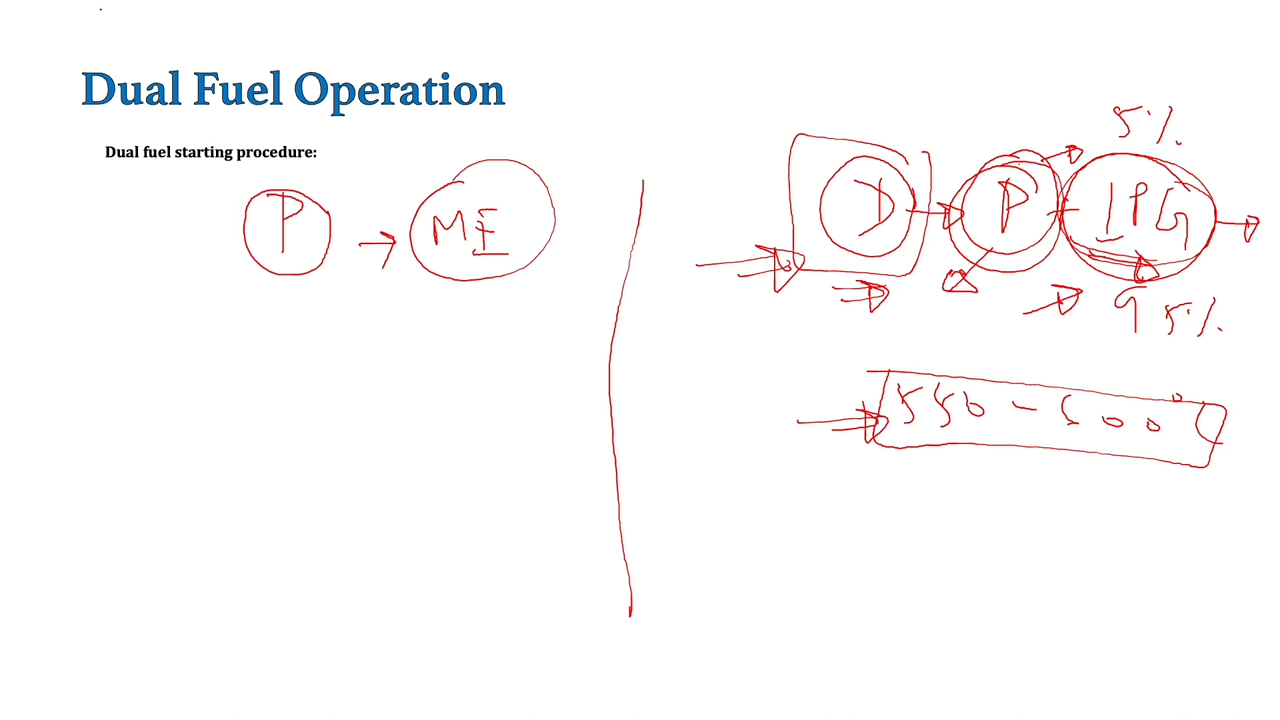 Dual Fuel Operation
Dual fuel starting procedure:
P → ME
5%
D P LPG
95%
550 - 600°C